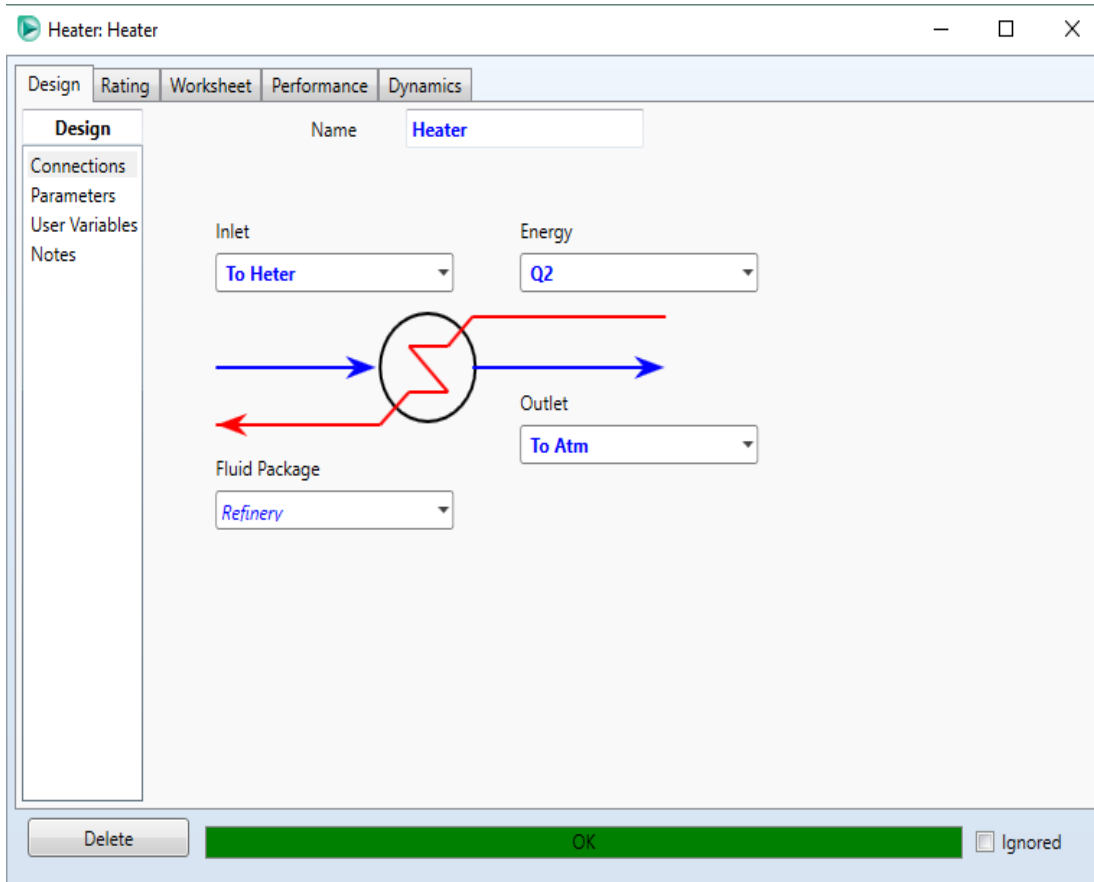 Heater: Heater
Design Rating Worksheet Performance Dynamics
Design
Connections
Parameters
User Variables
Notes
Name Heater
Inlet Energy
To Heter Q2
Outlet
To Atm
Fluid Package
Refinery
Delete OK Ignored